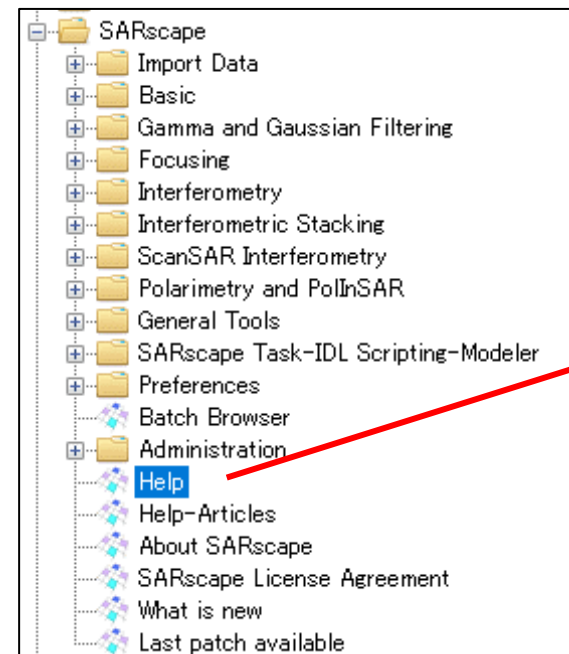 SARscape
Import Data
Basic
Gamma and Gaussian Filtering
Focusing
Interferometry
Interferometric Stacking
ScanSAR Interferometry
Polarimetry and PolInSAR
General Tools
SARscape Task-IDL Scripting-Modeler
Preferences
Batch Browser
Administration
Help
Help-Articles
About SARscape
SARscape License Agreement
What is new
Last patch available